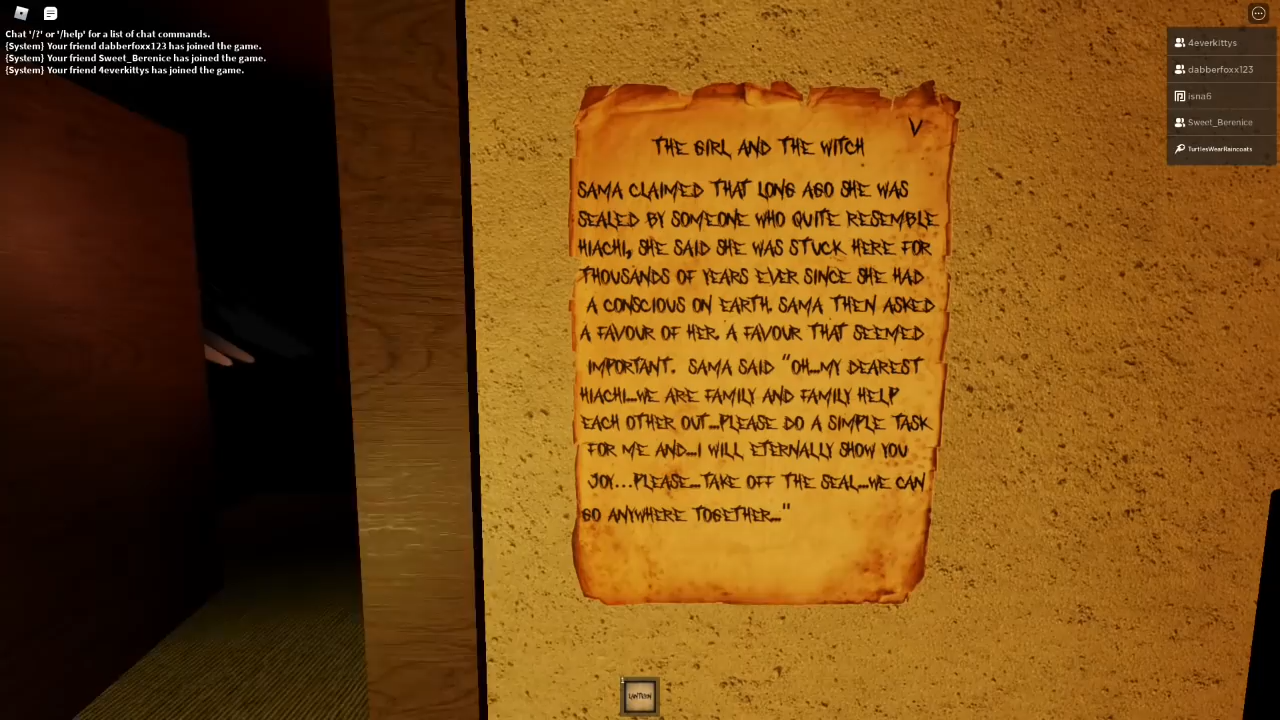 Chat '/?' or '/help' for a list of chat commands.
{System} Your friend dabberfoxx123 has joined the game.
{System} Your friend Sweet_Berenice has joined the game.
{System} Your friend 4everkittys has joined the game.
4everkittys
dabberfoxx123
isna6
Sweet_Berenice
TurtlesWearRaincoats
V
THE GIRL AND THE WITCH
SAMA CLAIMED THAT LONG AGO SHE WAS
SEALED BY SOMEONE WHO QUITE RESEMBLE
HIACHI, SHE SAID SHE WAS STUCK HERE FOR
THOUSANDS OF YEARS EVER SINCE SHE HAD
A CONSCIOUS ON EARTH. SAMA THEN ASKED
A FAVOUR OF HER. A FAVOUR THAT SEEMED
IMPORTANT. SAMA SAID "OH...MY DEAREST
HIACHI...WE ARE FAMILY AND FAMILY HELP
EACH OTHER OUT...PLEASE DO A SIMPLE TASK
FOR ME AND...I WILL ETERNALLY SHOW YOU
JOY...PLEASE...TAKE OFF THE SEAL...WE CAN
GO ANYWHERE TOGETHER..."
1
LANTERN